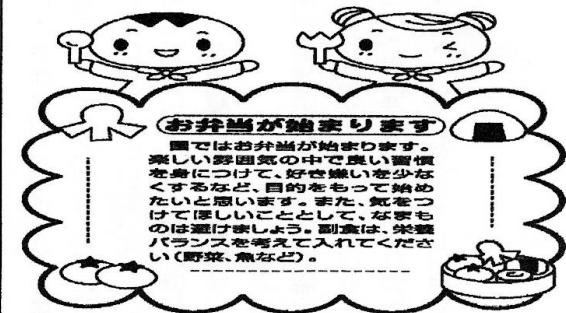 お弁当が始まります
園ではお弁当が始まります。
楽しい雰囲気の中で良い習慣
を身につけて、好き嫌いを少な
くするなど、目的をもって始め
たいと思います。また、気をつ
けてほしいこととして、なまも
のは避けましょう。副食は、栄養
バランスを考えて入れてくださ
い（野菜、魚など）。